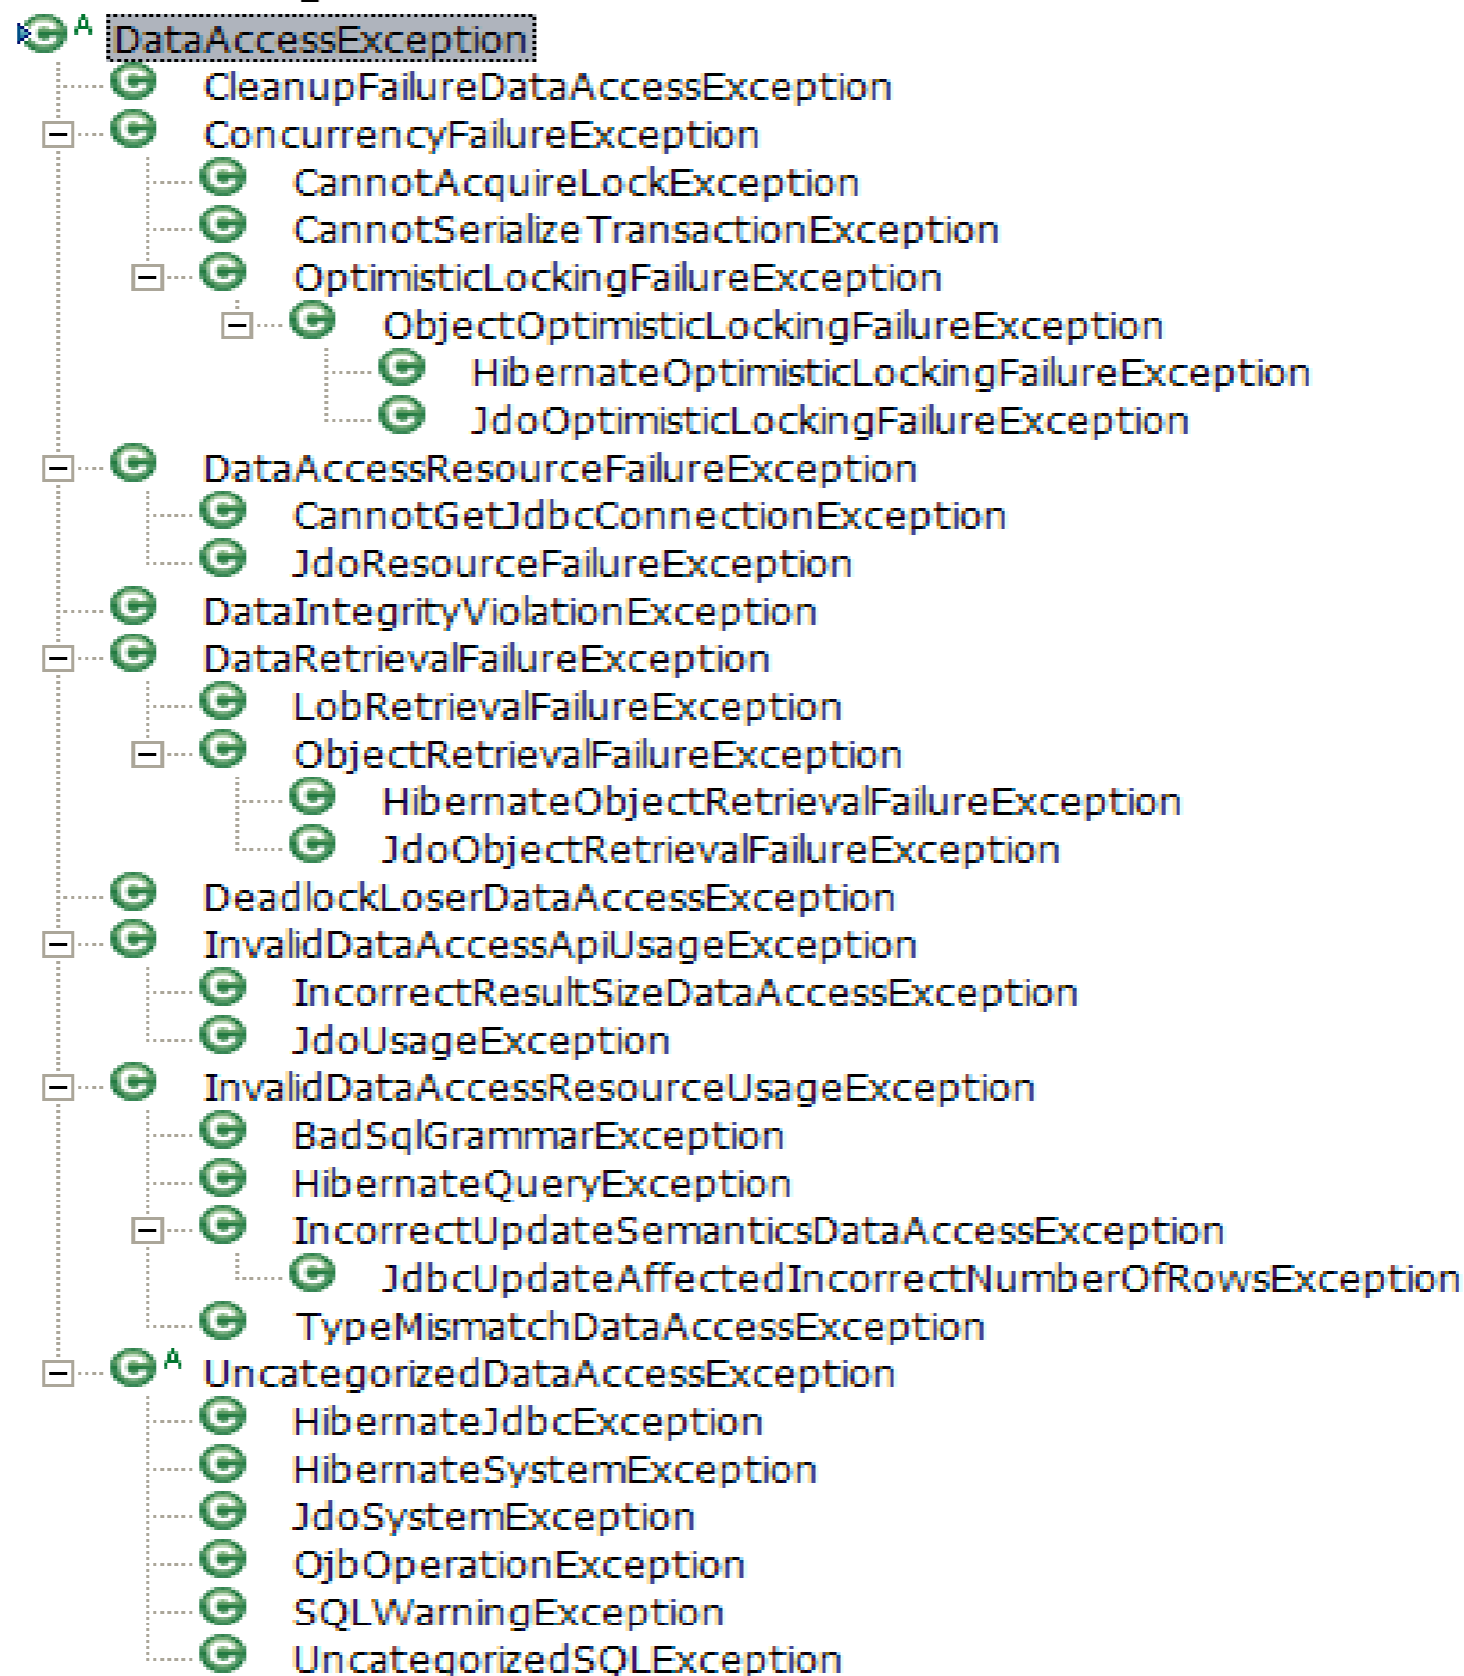 DataAccessException
CleanupFailureDataAccessException
ConcurrencyFailureException
CannotAcquireLockException
CannotSerializeTransactionException
OptimisticLockingFailureException
ObjectOptimisticLockingFailureException
HibernateOptimisticLockingFailureException
JdoOptimisticLockingFailureException
DataAccessResourceFailureException
CannotGetJdbcConnectionException
JdoResourceFailureException
DataIntegrityViolationException
DataRetrievalFailureException
LobRetrievalFailureException
ObjectRetrievalFailureException
HibernateObjectRetrievalFailureException
JdoObjectRetrievalFailureException
DeadlockLoserDataAccessException
InvalidDataAccessApiUsageException
IncorrectResultSizeDataAccessException
JdoUsageException
InvalidDataAccessResourceUsageException
BadSqlGrammarException
HibernateQueryException
IncorrectUpdateSemanticsDataAccessException
JdbcUpdateAffectedIncorrectNumberOfRowsException
TypeMismatchDataAccessException
UncategorizedDataAccessException
HibernateJdbcException
HibernateSystemException
JdoSystemException
OjbOperationException
SQLWarningException
UncategorizedSQLException